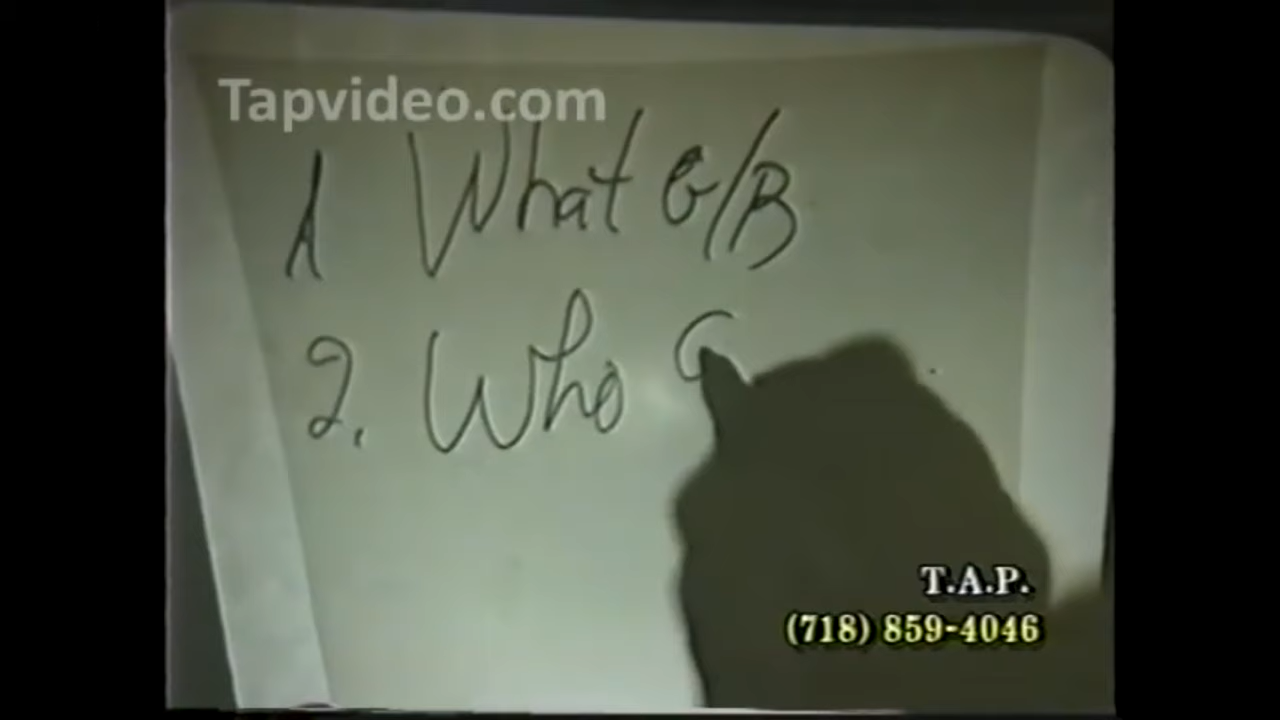 Tapvideo.com
1 What G/B
2. Who G
T.A.P.
(718) 859-4046